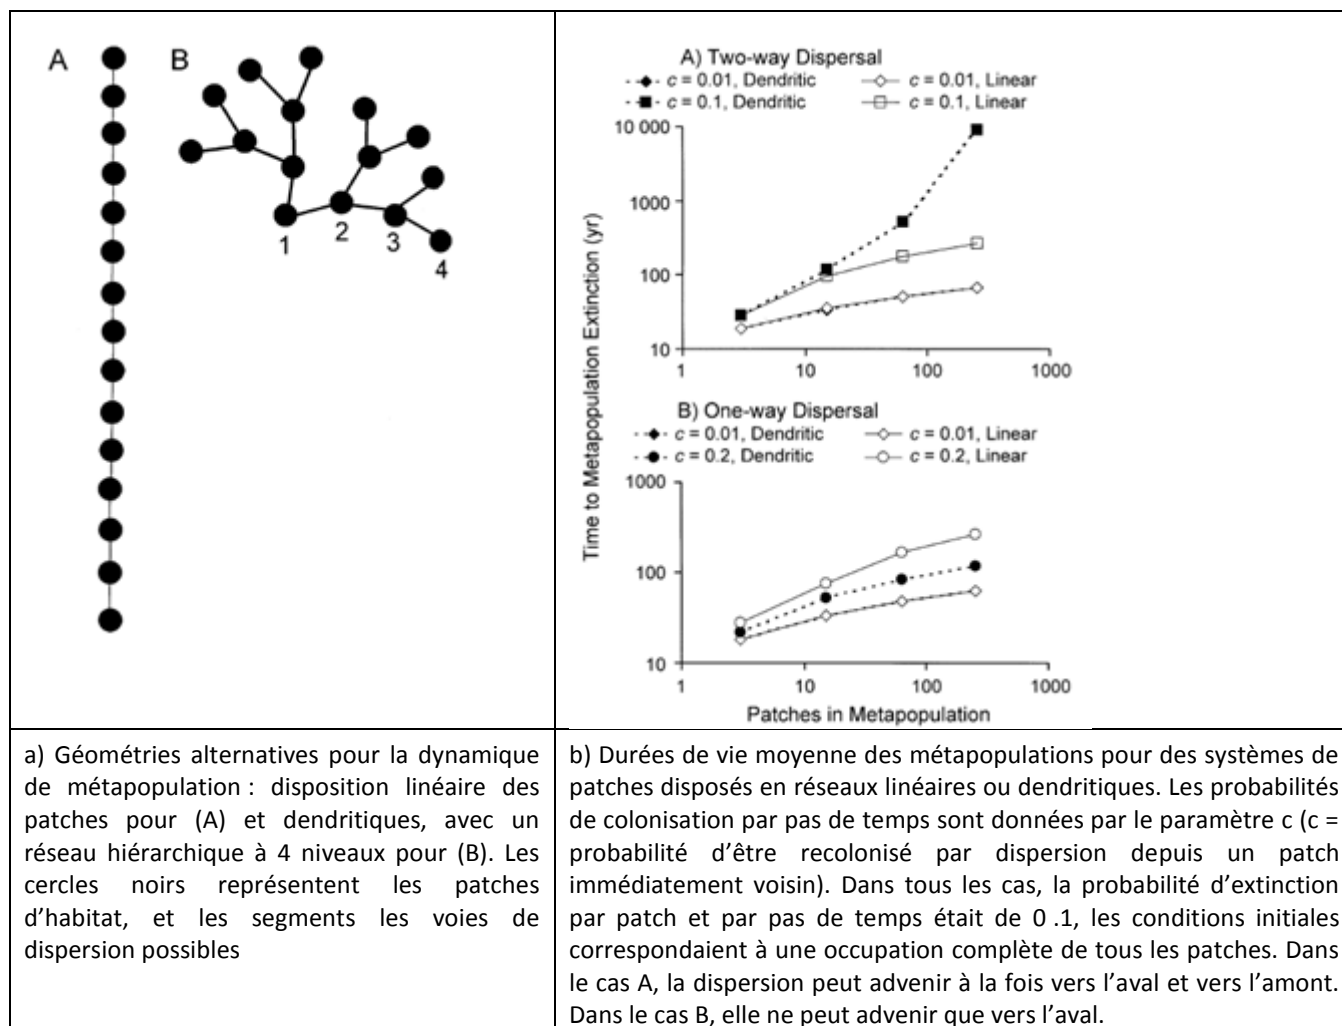 A
B
1
2
3
4
A) Two-way Dispersal
c = 0.01, Dendritic
c = 0.01, Linear
c = 0.1, Dendritic
c = 0.1, Linear
10 000
1000
100
10
1
10
100
1000
B) One-way Dispersal
c = 0.01, Dendritic
c = 0.01, Linear
c = 0.2, Dendritic
c = 0.2, Linear
1000
100
10
1
10
100
1000
Time to Metapopulation Extinction (yr)
Patches in Metapopulation
a) Géométries alternatives pour la dynamique
de métapopulation : disposition linéaire des
patches pour (A) et dendritiques, avec un
réseau hiérarchique à 4 niveaux pour (B). Les
cercles noirs représentent les patches
d’habitat, et les segments les voies de
dispersion possibles
b) Durées de vie moyenne des métapopulations pour des systèmes de
patches disposés en réseaux linéaires ou dendritiques. Les probabilités
de colonisation par pas de temps sont données par le paramètre c (c =
probabilité d’être recolonisé par dispersion depuis un patch
immédiatement voisin). Dans tous les cas, la probabilité d’extinction
par patch et par pas de temps était de 0 .1, les conditions initiales
correspondaient à une occupation complète de tous les patches. Dans
le cas A, la dispersion peut advenir à la fois vers l’aval et vers l’amont.
Dans le cas B, elle ne peut advenir que vers l’aval.